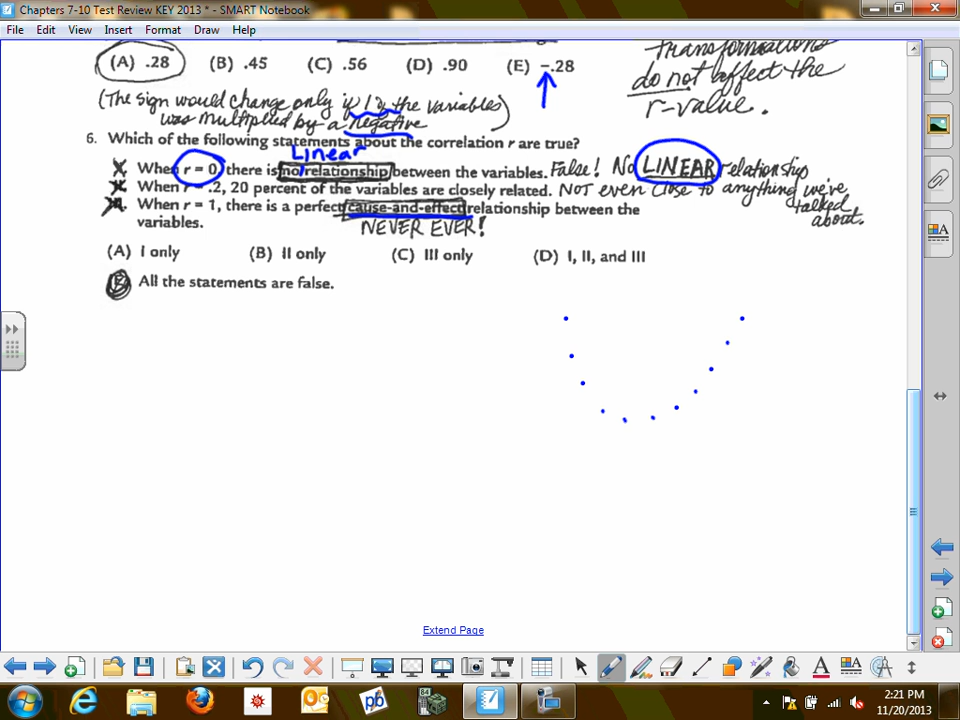 Chapters 7-10 Test Review KEY 2013 * - SMART Notebook
File Edit View Insert Format Draw Help
(A) .28 (B) .45 (C) .56 (D) .90 (E) -.28
transformations
do not affect the
r-value.
(The sign would change only if 1 of the variables)
was multiplied by a negative
6. Which of the following statements about the correlation r are true?
Linear
When r = 0, there is no relationship between the variables. False! No LINEAR relationship
When r = .2, 20 percent of the variables are closely related. NOT even close to anything we've
talked
about.
When r = 1, there is a perfect cause-and-effect relationship between the
variables.
NEVER EVER!
(A) I only (B) II only (C) III only (D) I, II, and III
All the statements are false.
Extend Page
2:21 PM
11/20/2013